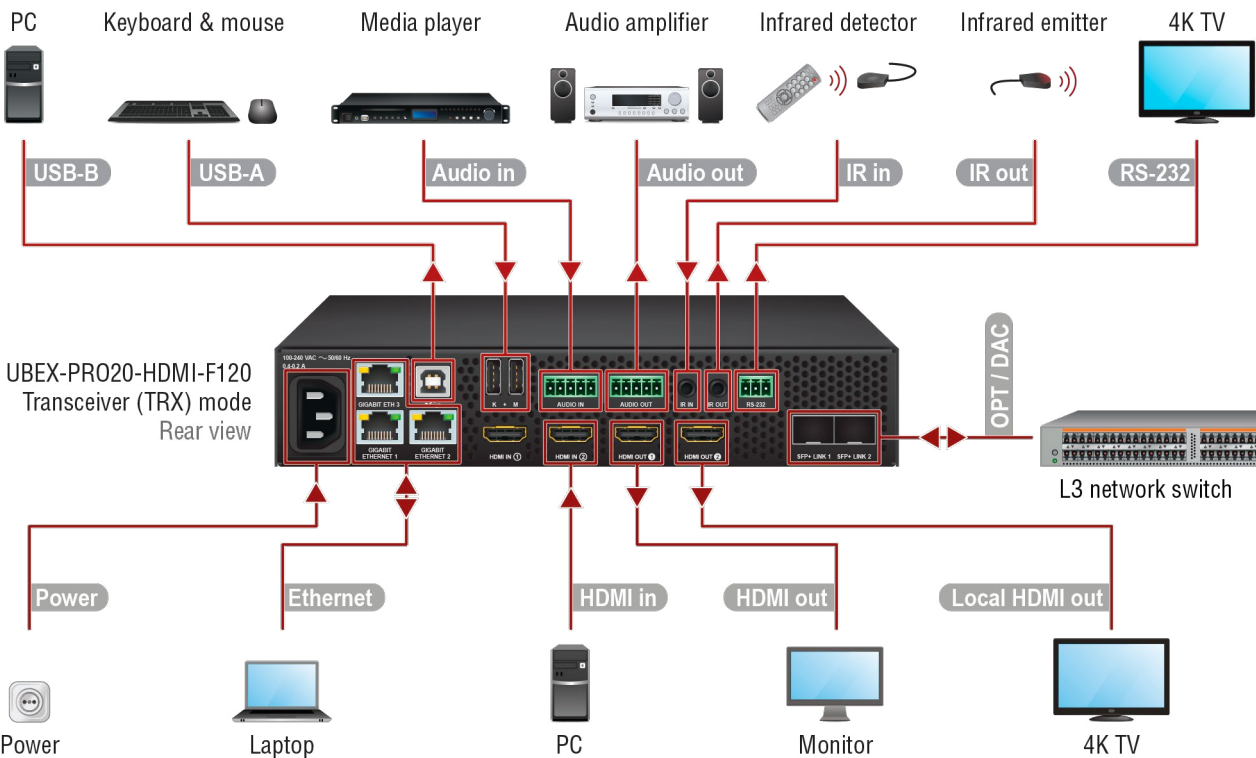 PC
Keyboard & mouse
Media player
Audio amplifier
Infrared detector
Infrared emitter
4K TV
USB-B
USB-A
Audio in
Audio out
IR in
IR out
RS-232
UBEX-PRO20-HDMI-F120
Transceiver (TRX) mode
Rear view
100-240 VAC ~ 50/60 Hz
0.4-0.2 A
GIGABIT ETH 3
K + M
AUDIO IN
AUDIO OUT
IR IN
IR OUT
RS-232
GIGABIT
ETHERNET 1
GIGABIT
ETHERNET 2
HDMI IN 1
HDMI IN 2
HDMI OUT 1
HDMI OUT 2
SFP+ LINK 1
SFP+ LINK 2
OPT / DAC
L3 network switch
Power
Ethernet
HDMI in
HDMI out
Local HDMI out
Power
Laptop
PC
Monitor
4K TV